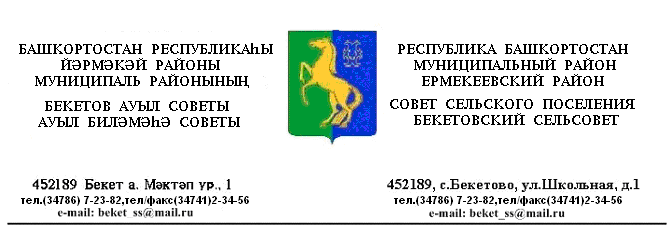 БАШКОРТОСТАН РЕСПУБЛИКАҺЫ
ЙӘРМӘКӘЙ РАЙОНЫ
МУНИЦИПАЛЬ РАЙОНЫНЫҢ
БЕКЕТОВ АУЫЛ СОВЕТЫ
АУЫЛ БИЛӘМӘҺӘ СОВЕТЫ
452189 Бекет а. Мәктәп ур., 1
тел.(34786) 7-23-82,тел/факс(34741)2-34-56
e-mail: beket_ss@mail.ru
РЕСПУБЛИКА БАШКОРТОСТАН
МУНИЦИПАЛЬНЫЙ РАЙОН
ЕРМЕКЕЕВСКИЙ РАЙОН
СОВЕТ СЕЛЬСКОГО ПОСЕЛЕНИЯ
БЕКЕТОВСКИЙ СЕЛЬСОВЕТ
452189, с.Бекетово, ул.Школьная, д.1
тел.(34786) 7-23-82,тел/факс(34741)2-34-56
e-mail: beket_ss@mail.ru